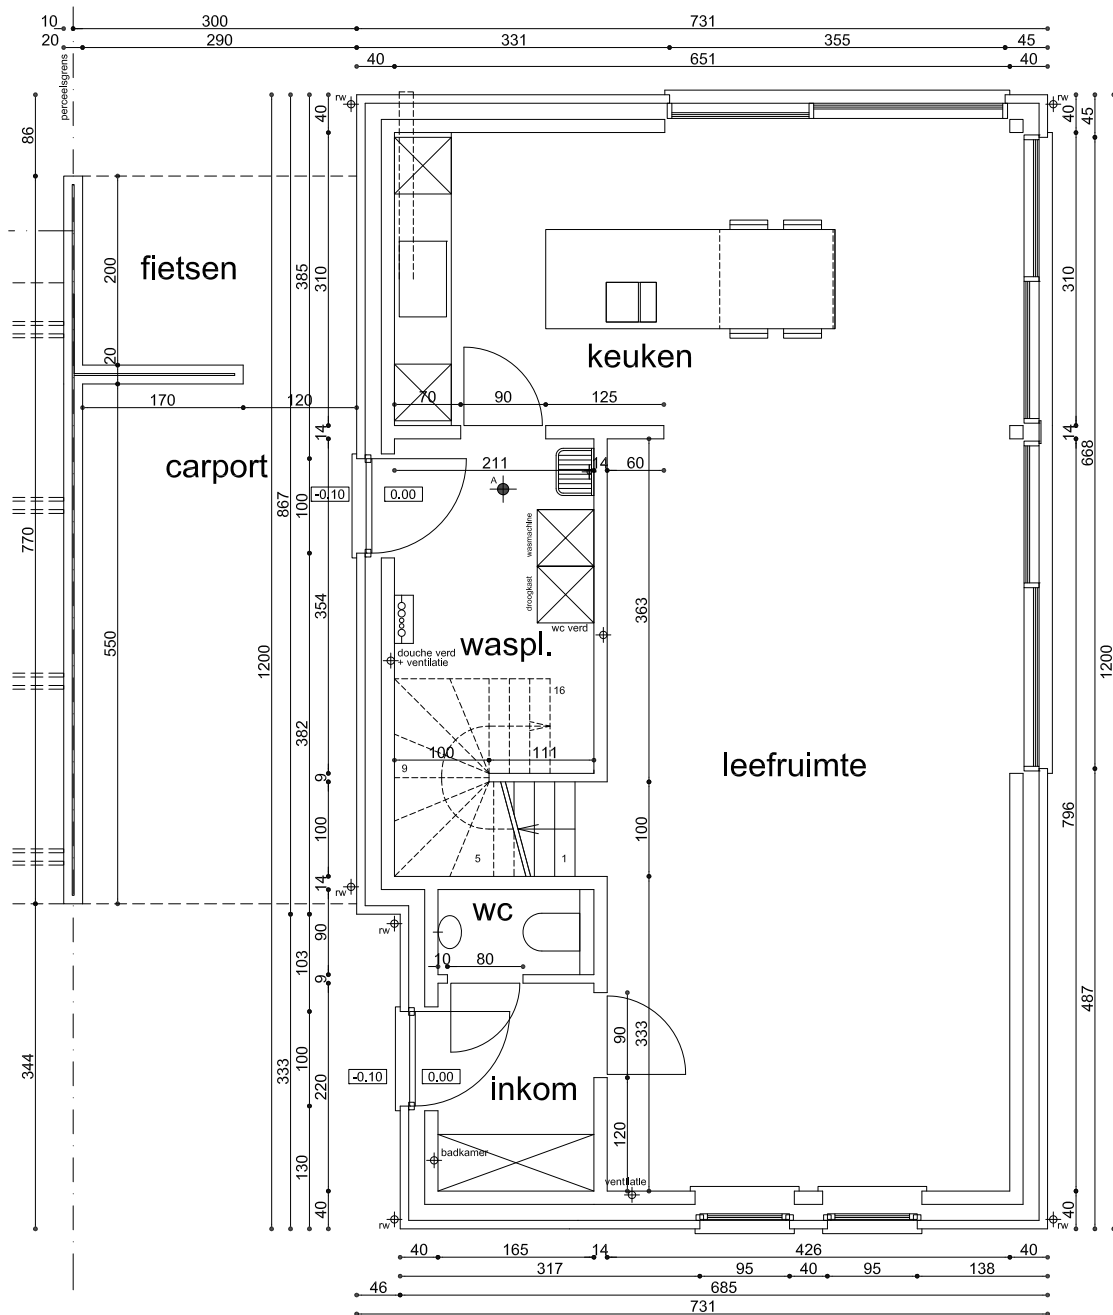 10 300 731
20 290 331 355 45
40 651 40
perceelsgrens
rw
rw
86
40
40
45
fietsen
200
385
310
310
keuken
20
170 120
70 90 125
14
14
carport
211 14 60
668
A
-0.10 0.00
867
100
770
wasmachine
droogkast
354
363
wc verd
waspl.
douche verd
+ ventilatie
550
1200
1200
16
382
100 111
leefruimte
9
9
796
100
100
5 1
14
rw
wc
rw
90
103
10 80
9
487
90
333
344
333
100
220
-0.10 0.00
inkom
120
130
badkamer
ventilatie
40
40
rw
rw
40 165 14 426 40
317 95 40 95 138
46 685
731